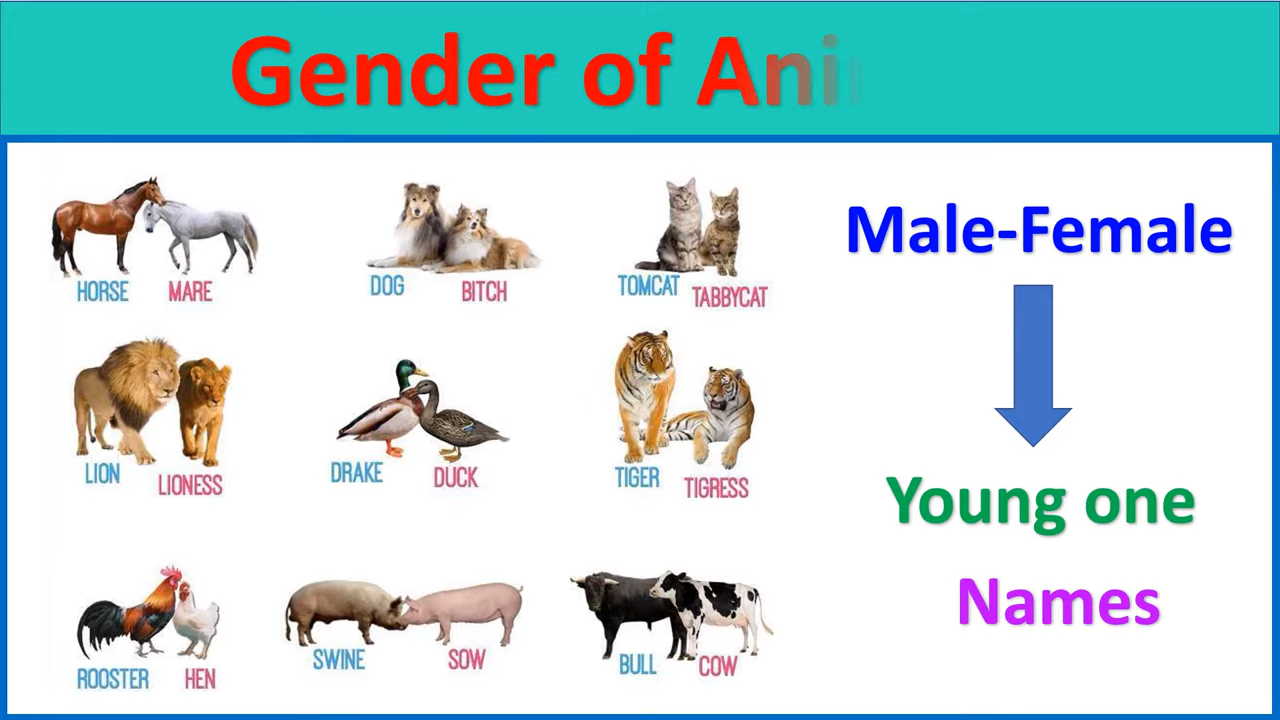 Gender of Ani
HORSE MARE
DOG BITCH
TOMCAT TABBYCAT
Male-Female
LION LIONESS
DRAKE DUCK
TIGER TIGRESS
Young one
Names
ROOSTER HEN
SWINE SOW
BULL COW